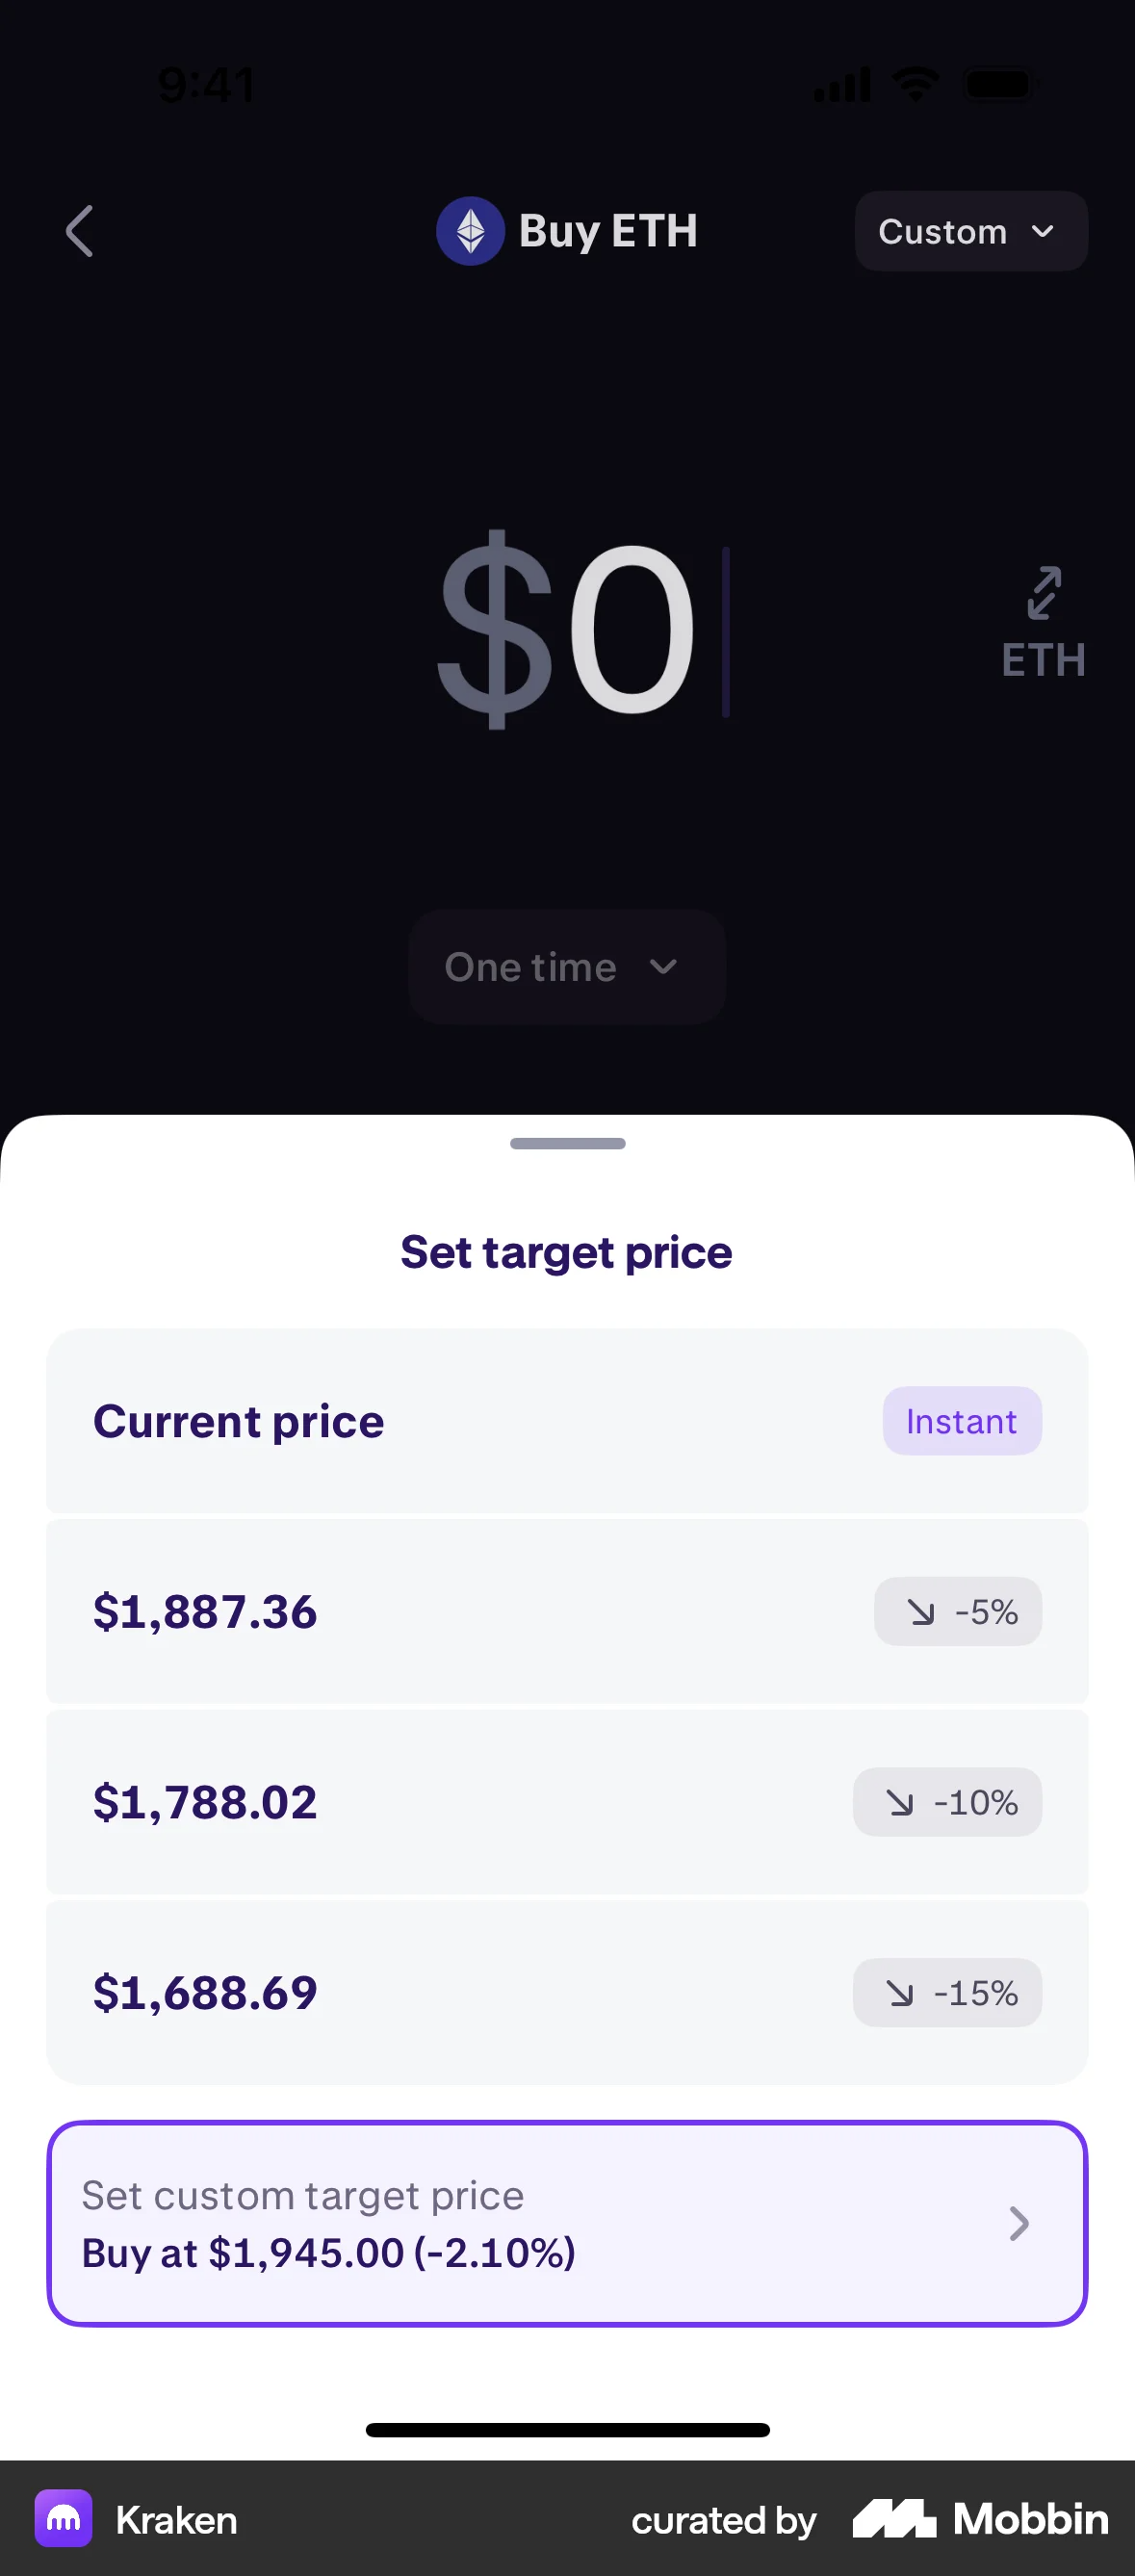 9:41
Buy ETH
Custom
$0
ETH
One time
Set target price
Current price
Instant
$1,887.36
-5%
$1,788.02
-10%
$1,688.69
-15%
Set custom target price
Buy at $1,945.00 (-2.10%)
Kraken
curated by Mobbin